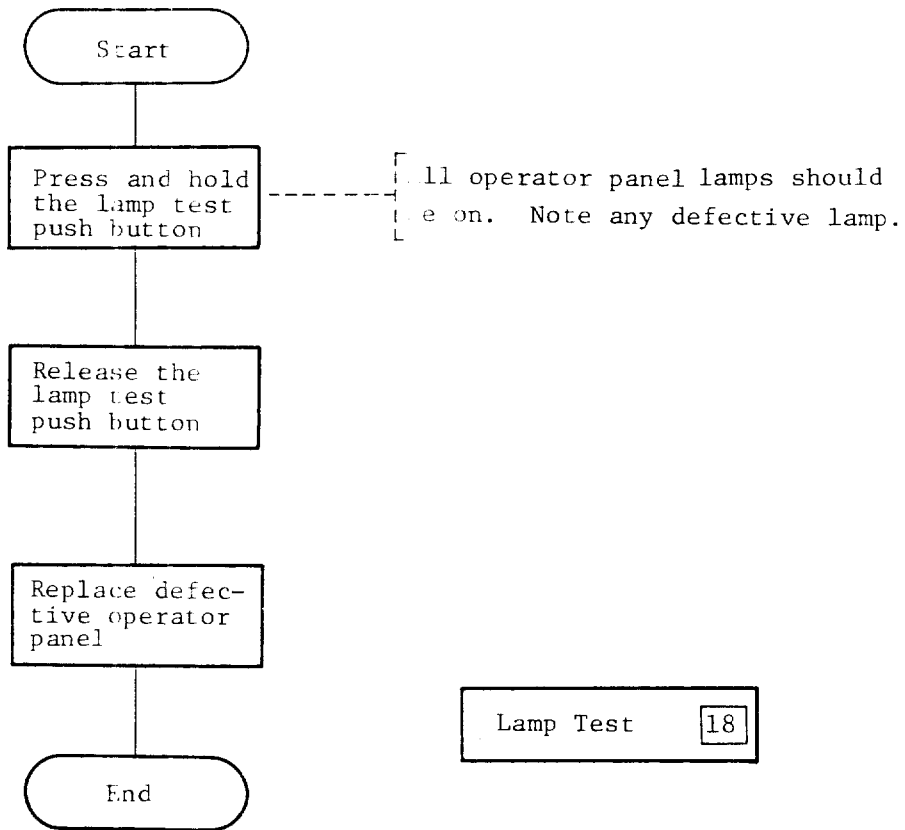 Start
Press and hold
the lamp test
push button
ll operator panel lamps should
e on. Note any defective lamp.
Release the
lamp test
push button
Replace defec-
tive operator
panel
Lamp Test 18
End